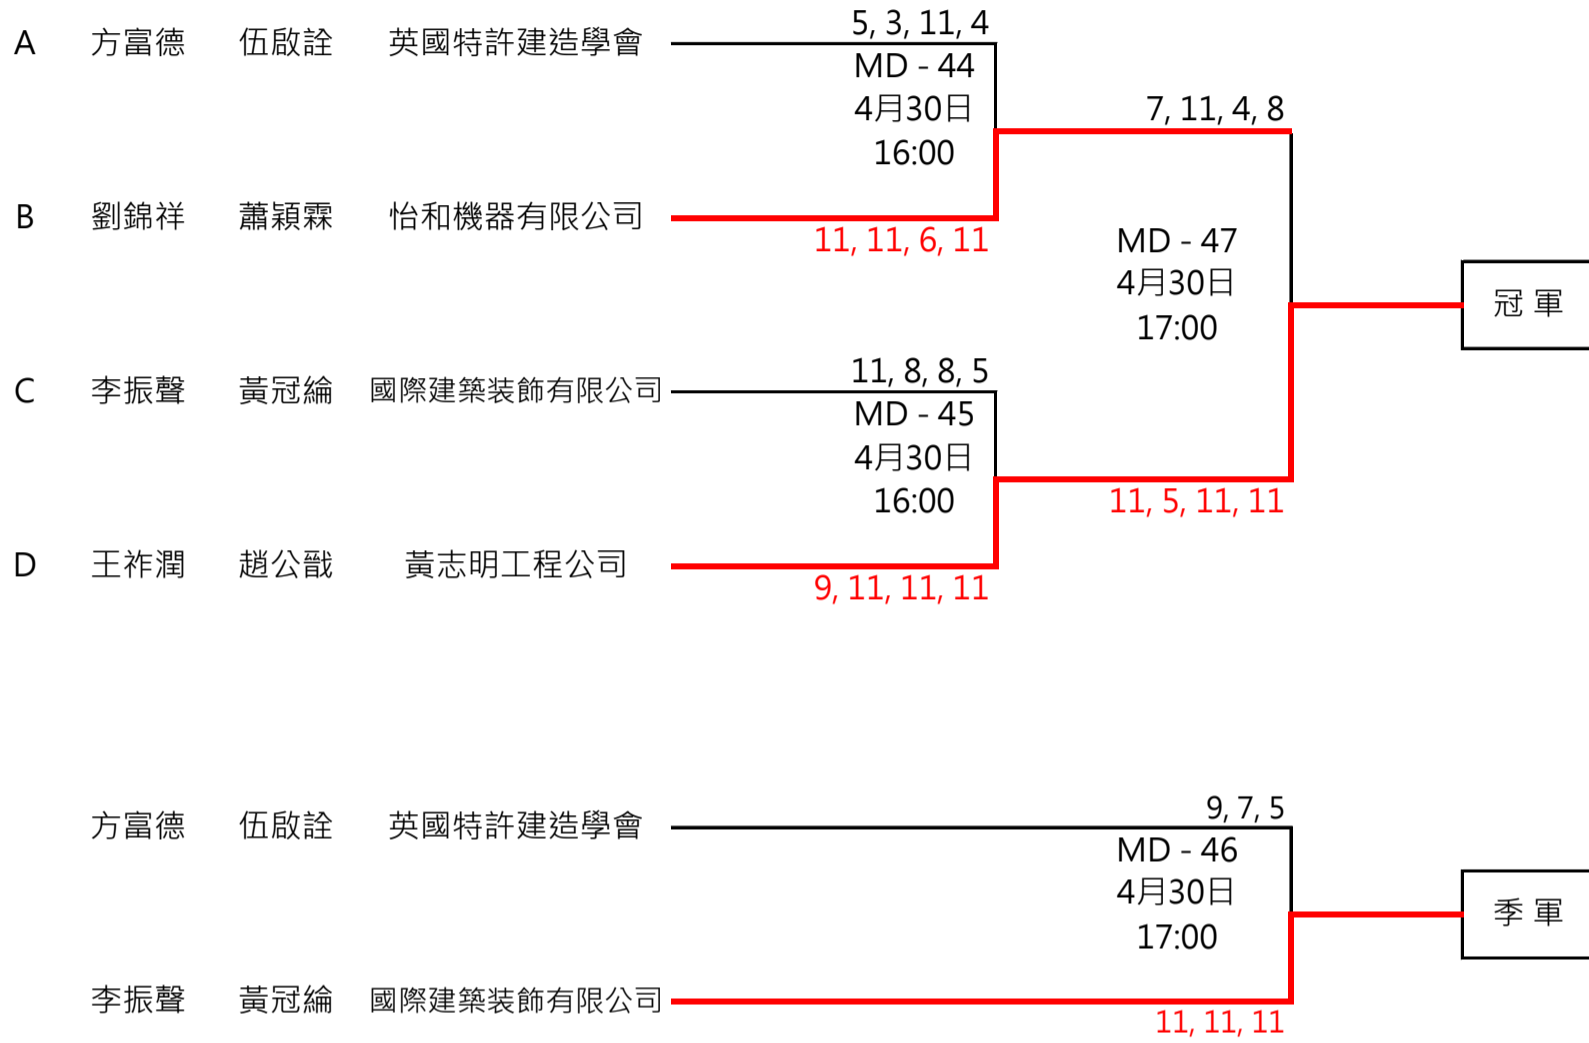 5, 3, 11, 4
A 方富德 伍啟詮 英國特許建造學會
MD - 44
4月30日
16:00
7, 11, 4, 8
B 劉錦祥 蕭穎霖 怡和機器有限公司
11, 11, 6, 11
MD - 47
4月30日
17:00
冠 軍
11, 8, 8, 5
C 李振聲 黃冠綸 國際建築裝飾有限公司
MD - 45
4月30日
16:00
11, 5, 11, 11
D 王祚潤 趙公戩 黃志明工程公司
9, 11, 11, 11
9, 7, 5
方富德 伍啟詮 英國特許建造學會
MD - 46
4月30日
17:00
季 軍
李振聲 黃冠綸 國際建築裝飾有限公司
11, 11, 11